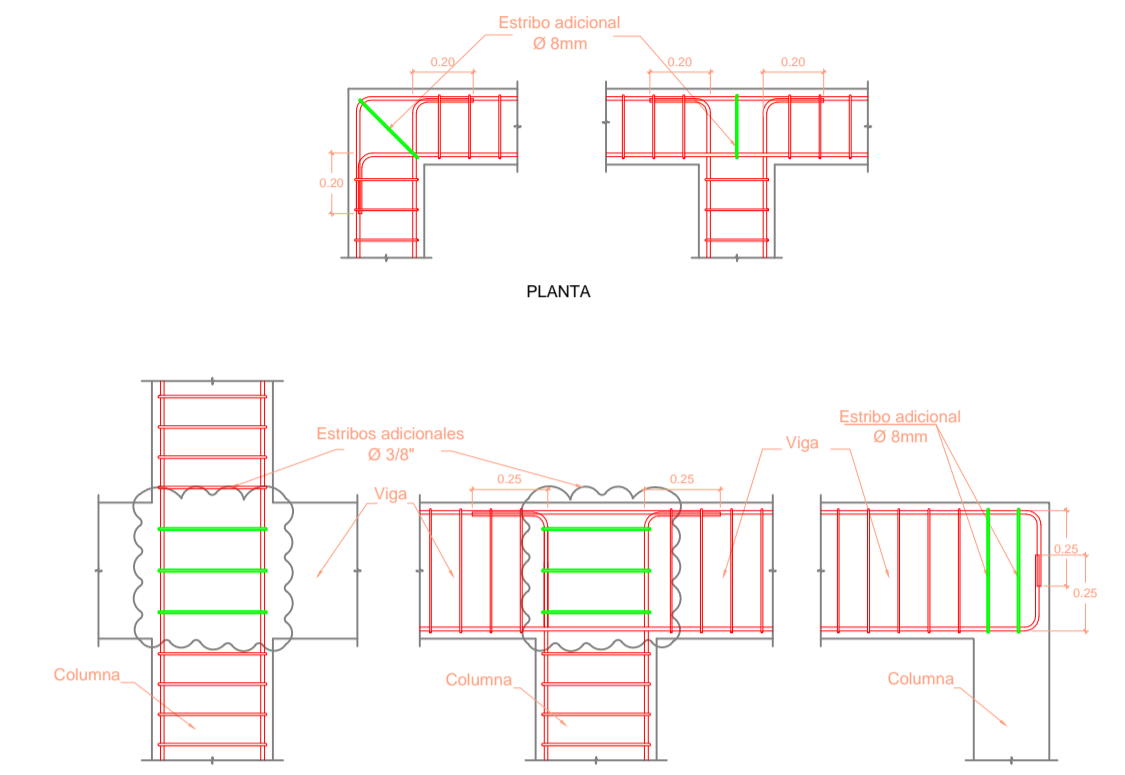 Estribo adicional
Ø 8mm
0.20
0.20
0.20
0.20
PLANTA
Estribos adicionales
Ø 3/8"
Viga
0.25
0.25
Viga
Estribo adicional
Ø 8mm
0.25
0.25
Columna
Columna
Columna